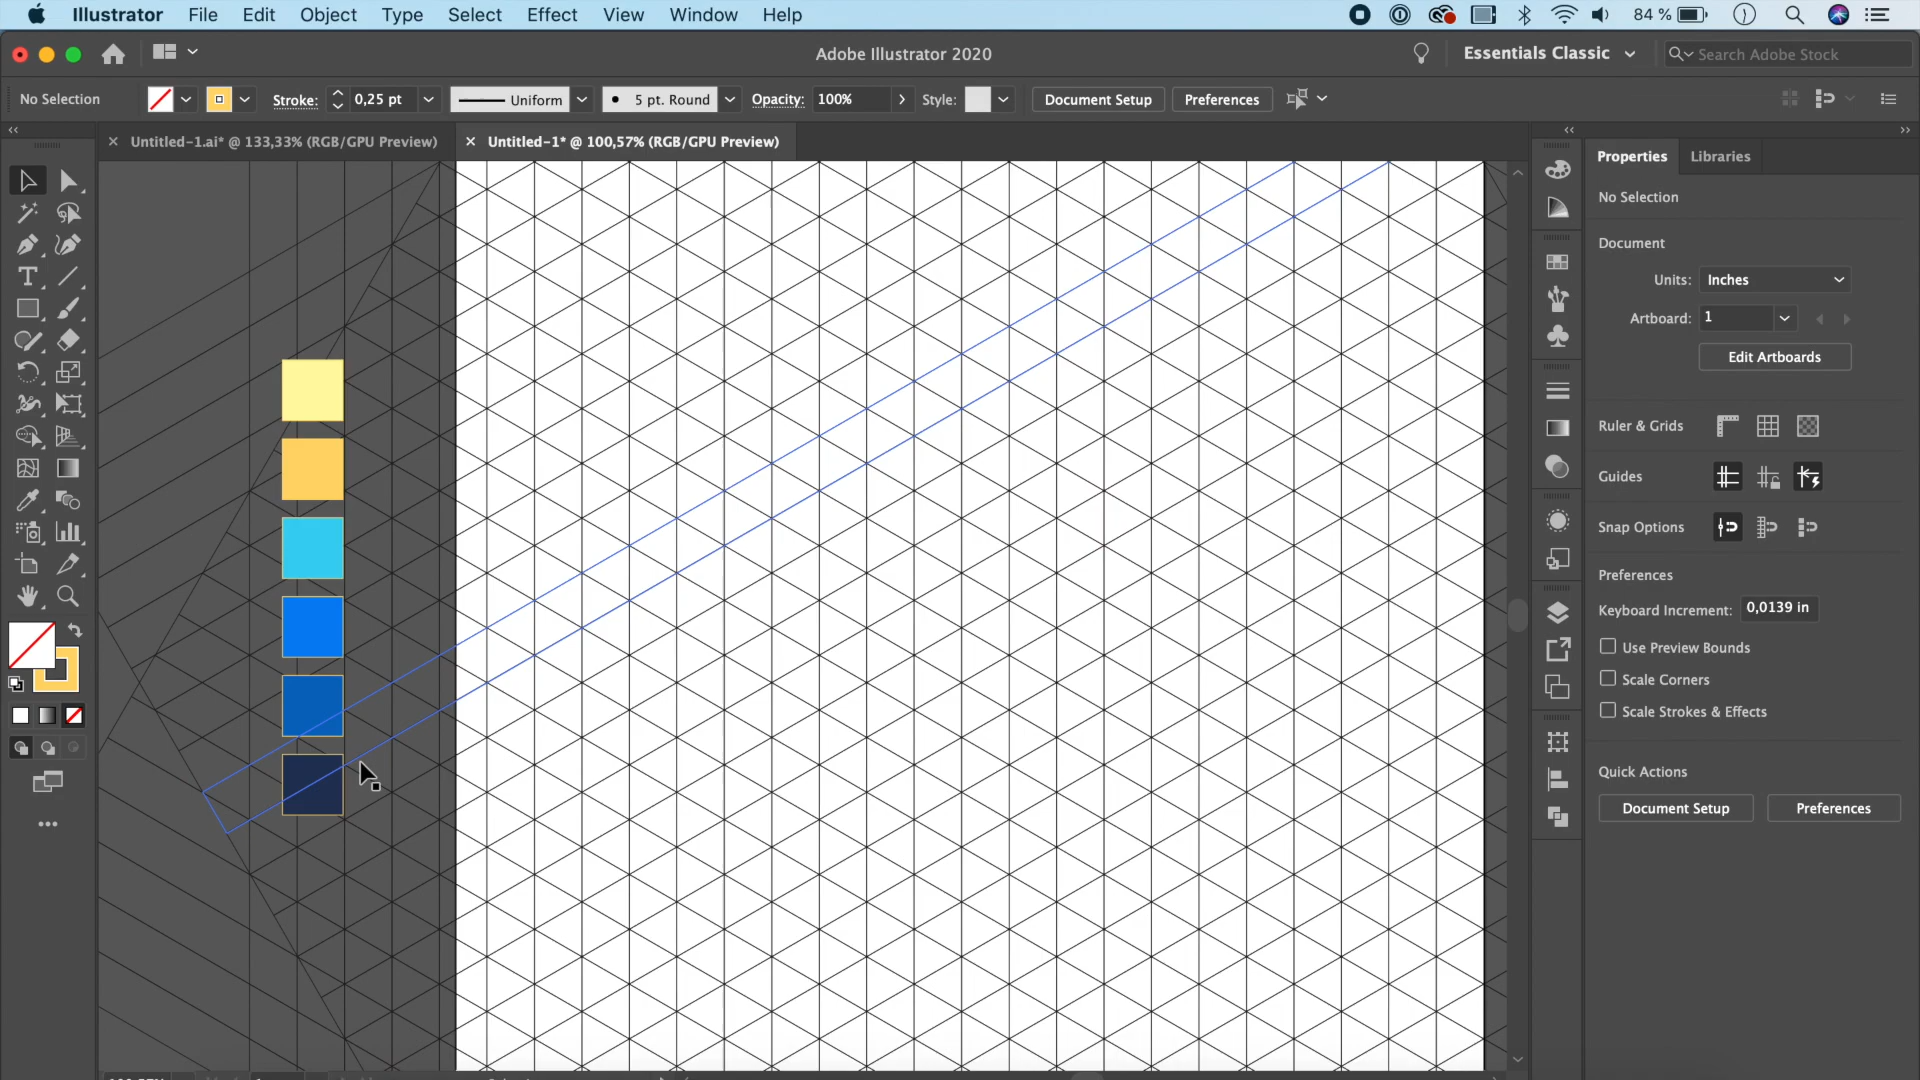 Illustrator File Edit Object Type Select Effect View Window Help 84 %
Adobe Illustrator 2020
Essentials Classic
Search Adobe Stock
No Selection
Stroke: 0,25 pt
Uniform
5 pt. Round
Opacity: 100%
Style:
Document Setup
Preferences
Untitled-1.ai* @ 133,33% (RGB/GPU Preview)
Untitled-1* @ 100,57% (RGB/GPU Preview)
Properties
Libraries
No Selection
Document
Units: Inches
Artboard: 1
Edit Artboards
Ruler & Grids
Guides
Snap Options
Preferences
Keyboard Increment: 0,0139 in
Use Preview Bounds
Scale Corners
Scale Strokes & Effects
Quick Actions
Document Setup
Preferences